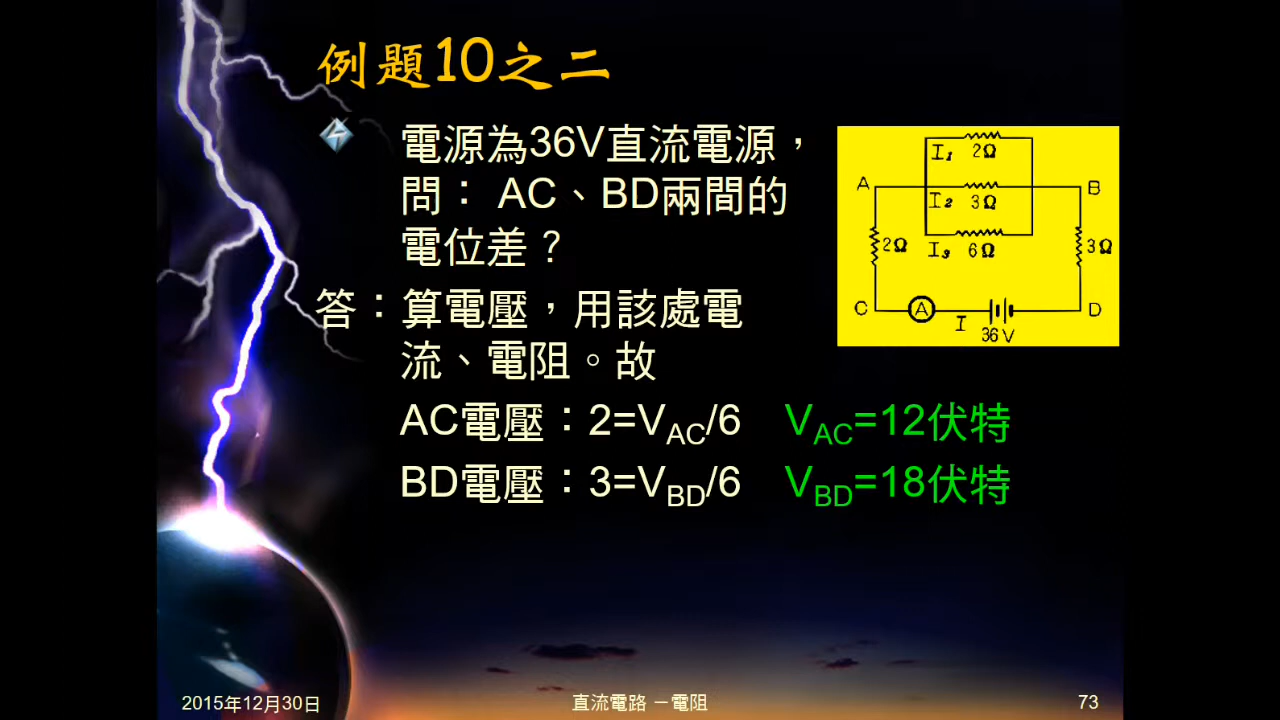 例題10之二
電源為36V直流電源，
問： AC、BD兩間的
電位差？
答：算電壓，用該處電
流、電阻。故
AC電壓：2=VAC/6 VAC=12伏特
BD電壓：3=VBD/6 VBD=18伏特
I1 2Ω
A I2 3Ω B
2Ω I3 6Ω 3Ω
C A I D
36V
2015年12月30日 直流電路 －電阻 73